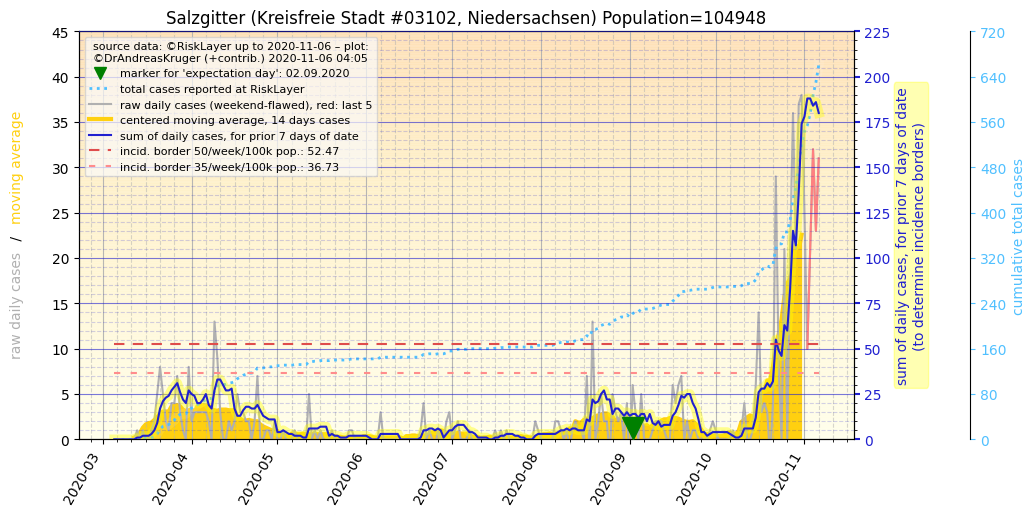 Salzgitter (Kreisfreie Stadt #03102, Niedersachsen) Population=104948
source data: ©RiskLayer up to 2020-11-06 – plot:
©DrAndreasKruger (+contrib.) 2020-11-06 04:05
marker for 'expectation day': 02.09.2020
total cases reported at RiskLayer
raw daily cases (weekend-flawed), red: last 5
centered moving average, 14 days cases
sum of daily cases, for prior 7 days of date
incid. border 50/week/100k pop.: 52.47
incid. border 35/week/100k pop.: 36.73
raw daily cases / moving average
45
40
35
30
25
20
15
10
5
0
2020-03
2020-04
2020-05
2020-06
2020-07
2020-08
2020-09
2020-10
2020-11
225
200
175
150
125
100
75
50
25
0
sum of daily cases, for prior 7 days of date
(to determine incidence borders)
720
640
560
480
400
320
240
160
80
0
cumulative total cases